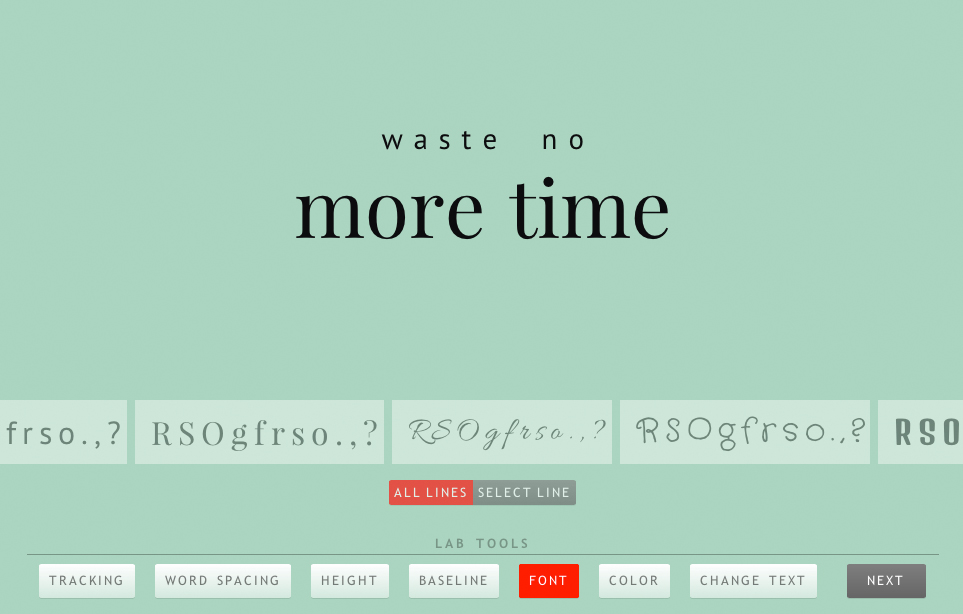 waste no
more time
frso.,? RSOgfrso.,? RSOgfrso.,? RSOgfrso.,? RSO
ALL LINES SELECT LINE
LAB TOOLS
TRACKING WORD SPACING HEIGHT BASELINE FONT COLOR CHANGE TEXT NEXT